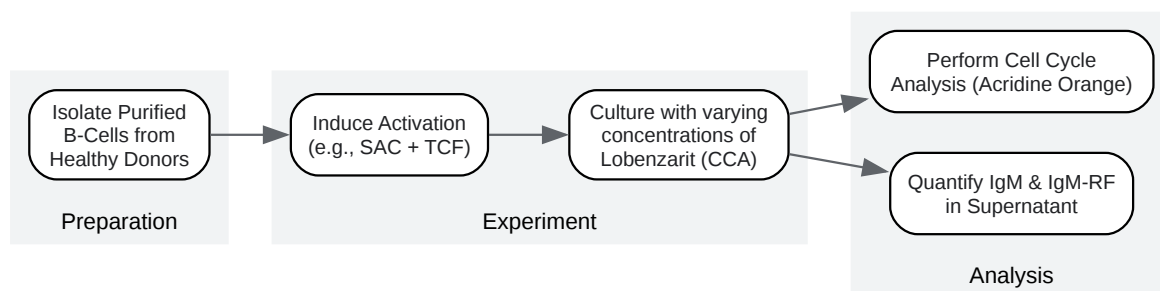 Isolate Purified
B-Cells from
Healthy Donors
Preparation
Induce Activation
(e.g., SAC + TCF)
Culture with varying
concentrations of
Lobenzarit (CCA)
Experiment
Perform Cell Cycle
Analysis (Acridine Orange)
Quantify IgM & IgM-RF
in Supernatant
Analysis